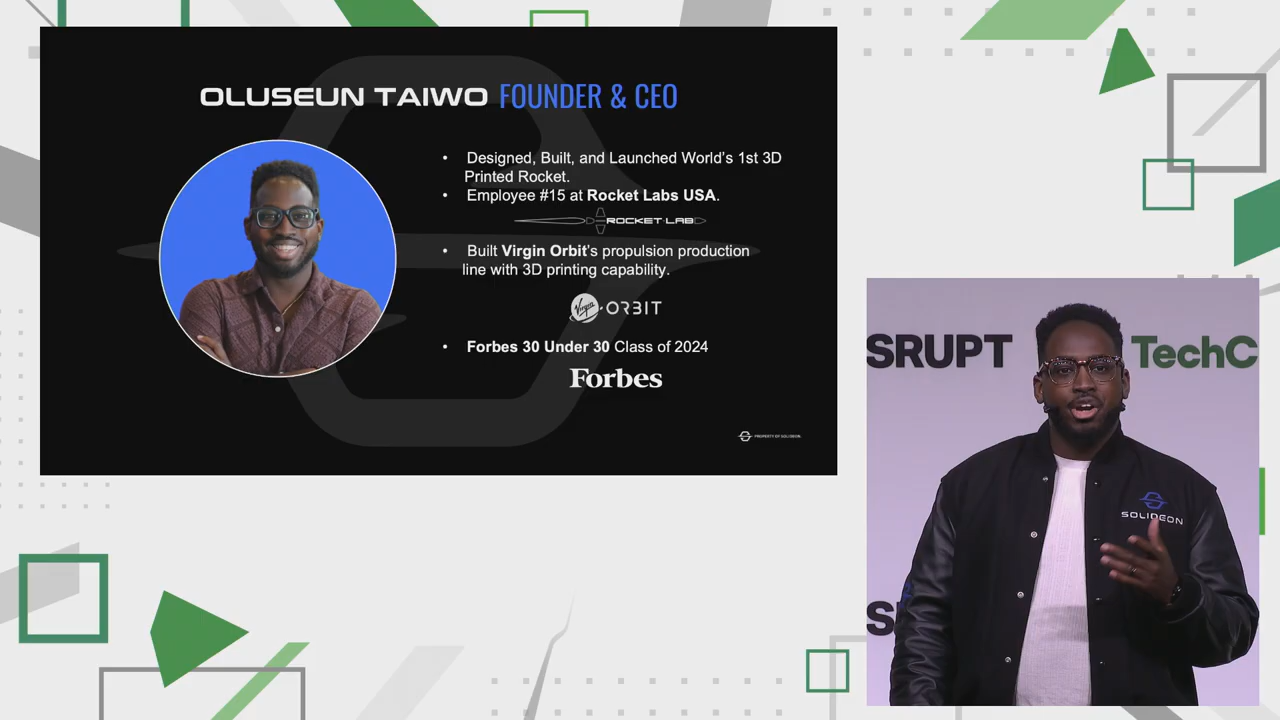 OLUSEUN TAIWO FOUNDER & CEO
• Designed, Built, and Launched World's 1st 3D
Printed Rocket.
• Employee #15 at Rocket Labs USA.
ROCKET LAB
• Built Virgin Orbit's propulsion production
line with 3D printing capability.
Virgin ORBIT
• Forbes 30 Under 30 Class of 2024
Forbes
PROPERTY OF SOLIDEON.
SRUPT TechC
SOLIDEON
S